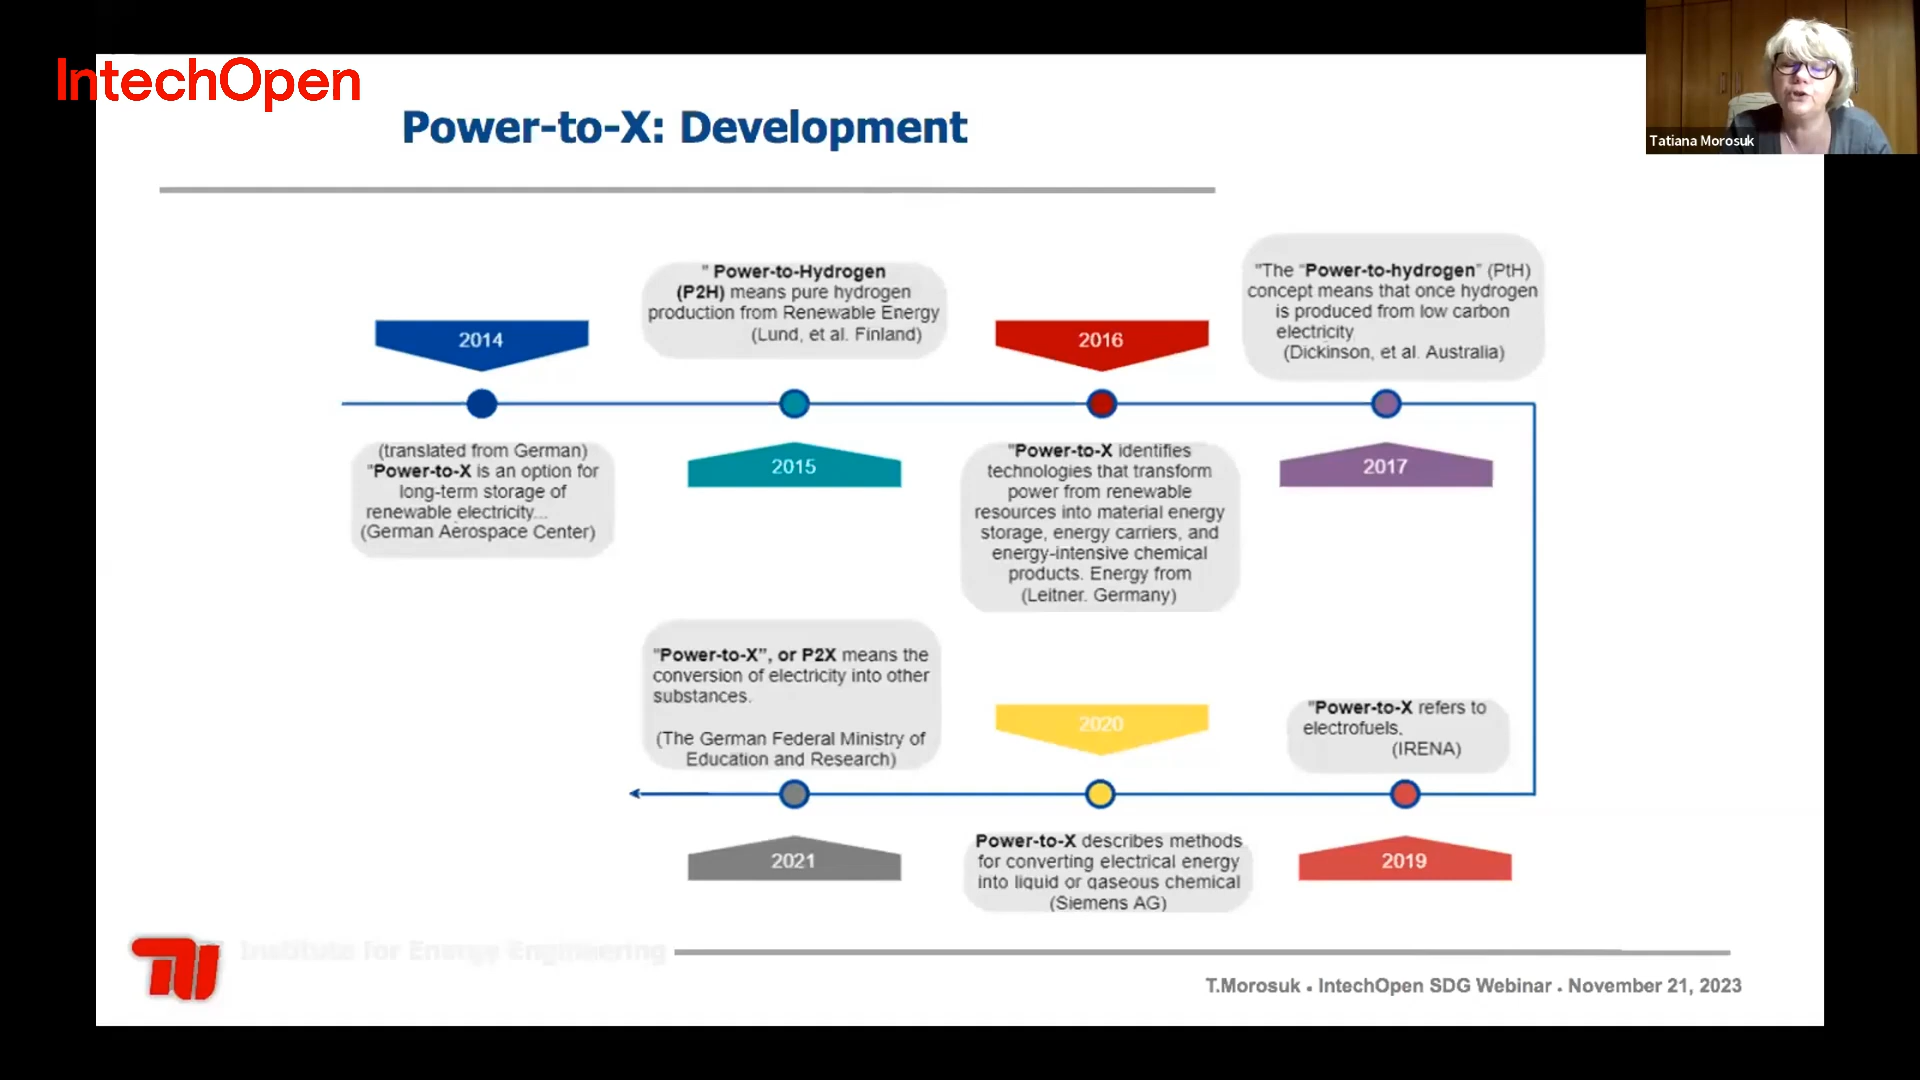 IntechOpen
Tatiana Morosuk
Power-to-X: Development
2014
(translated from German)
"Power-to-X is an option for
long-term storage of
renewable electricity...
(German Aerospace Center)
" Power-to-Hydrogen
(P2H) means pure hydrogen
production from Renewable Energy
(Lund, et al. Finland)
2015
2016
"Power-to-X identifies
technologies that transform
power from renewable
resources into material energy
storage, energy carriers, and
energy-intensive chemical
products. Energy from
(Leitner. Germany)
"The "Power-to-hydrogen" (PtH)
concept means that once hydrogen
is produced from low carbon
electricity
(Dickinson, et al. Australia)
2017
"Power-to-X refers to
electrofuels.
(IRENA)
2019
2020
Power-to-X describes methods
for converting electrical energy
into liquid or gaseous chemical
(Siemens AG)
"Power-to-X”, or P2X means the
conversion of electricity into other
substances.
(The German Federal Ministry of
Education and Research)
2021
Institute for Energy Engineering
T.Morosuk • IntechOpen SDG Webinar • November 21, 2023